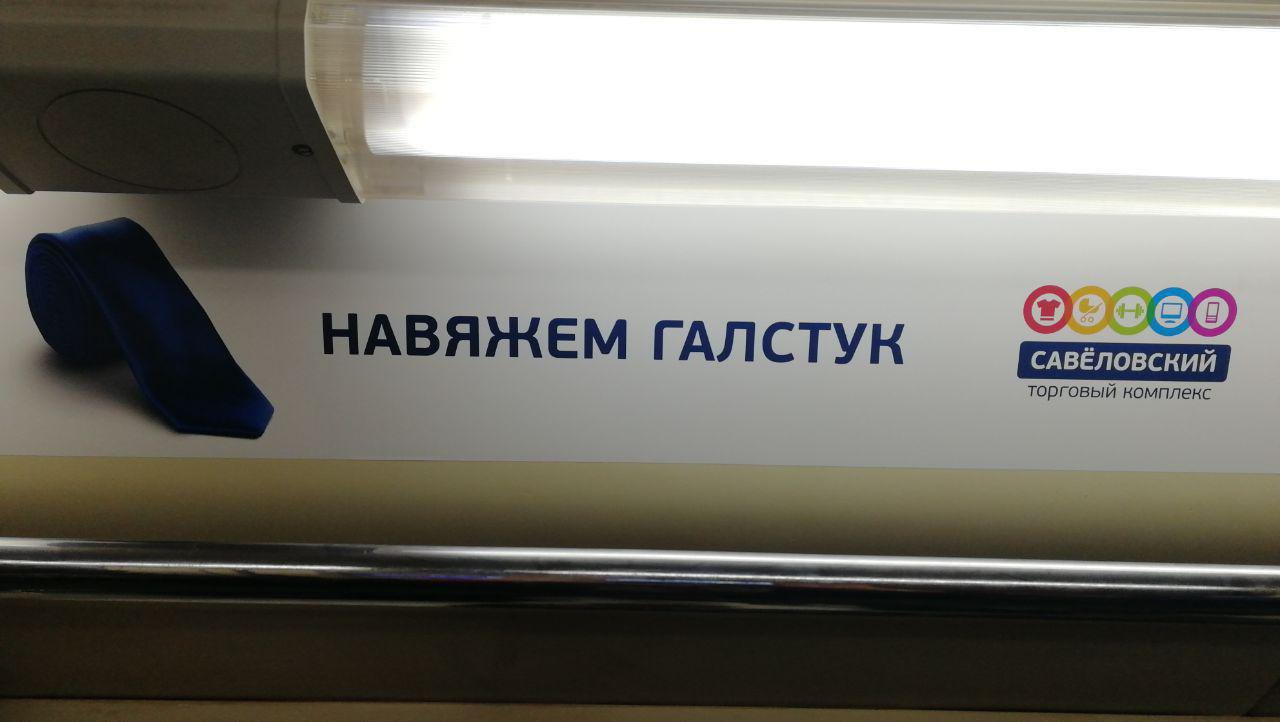 НАВЯЖЕМ ГАЛСТУК
САВЁЛОВСКИЙ
торговый комплекс